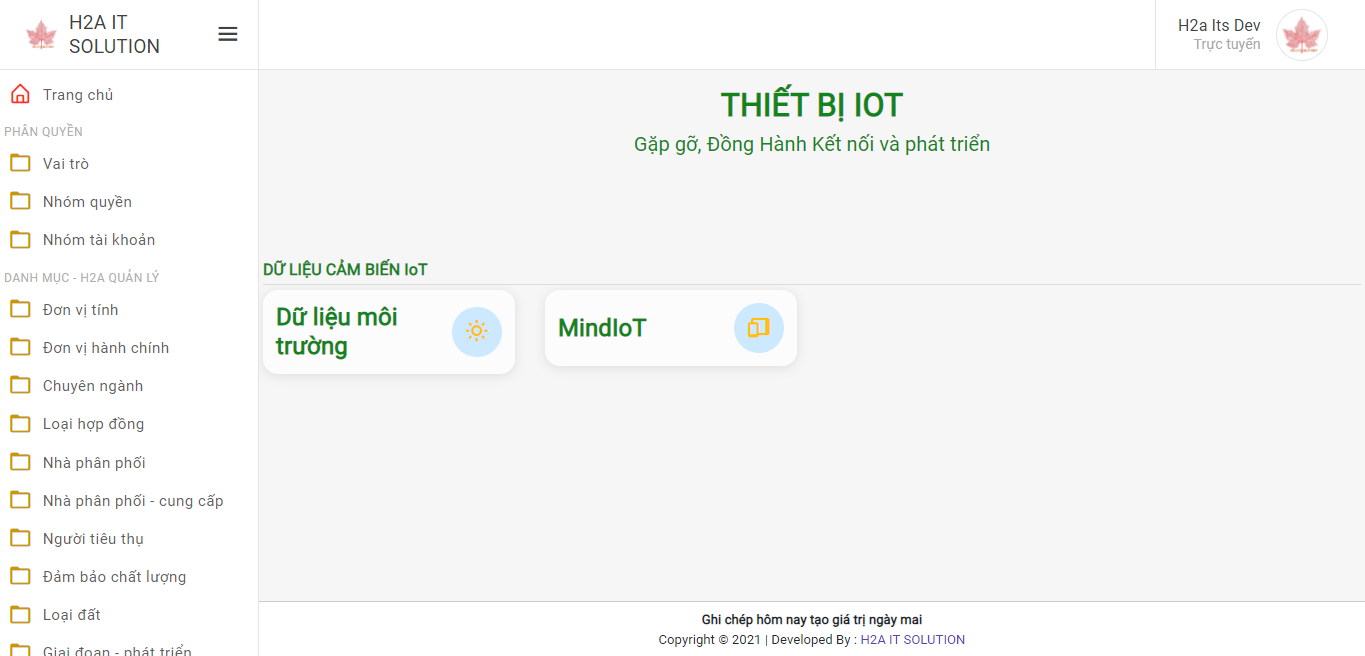 H2A IT
SOLUTION
H2a Its Dev
Trực tuyến
Trang chủ
PHÂN QUYỀN
Vai trò
Nhóm quyền
Nhóm tài khoản
DANH MỤC - H2A QUẢN LÝ
Đơn vị tính
Đơn vị hành chính
Chuyên ngành
Loại hợp đồng
Nhà phân phối
Nhà phân phối - cung cấp
Người tiêu thụ
Đảm bảo chất lượng
Loại đất
Giai đoạn - phát triển
THIẾT BỊ IOT
Gặp gỡ, Đồng Hành Kết nối và phát triển
DỮ LIỆU CẢM BIẾN IoT
Dữ liệu môi
trường
MindIoT
Ghi chép hôm nay tạo giá trị ngày mai
Copyright © 2021 | Developed By : H2A IT SOLUTION